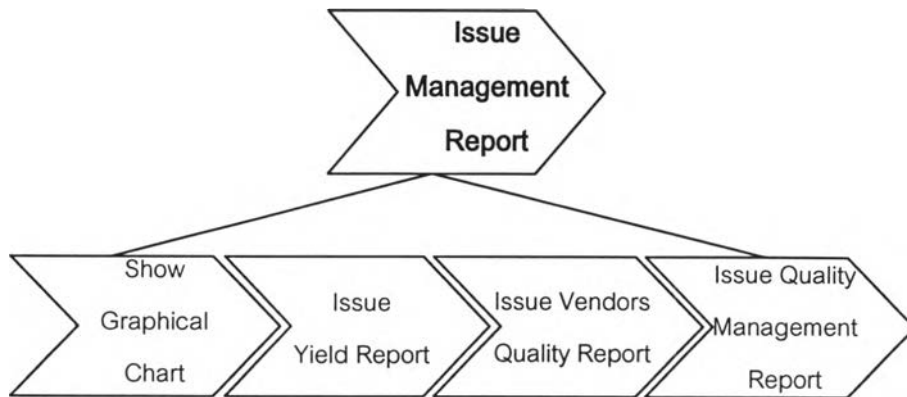 Issue
Management
Report
Show
Graphical
Chart
Issue
Yield Report
Issue Vendors
Quality Report
Issue Quality
Management
Report